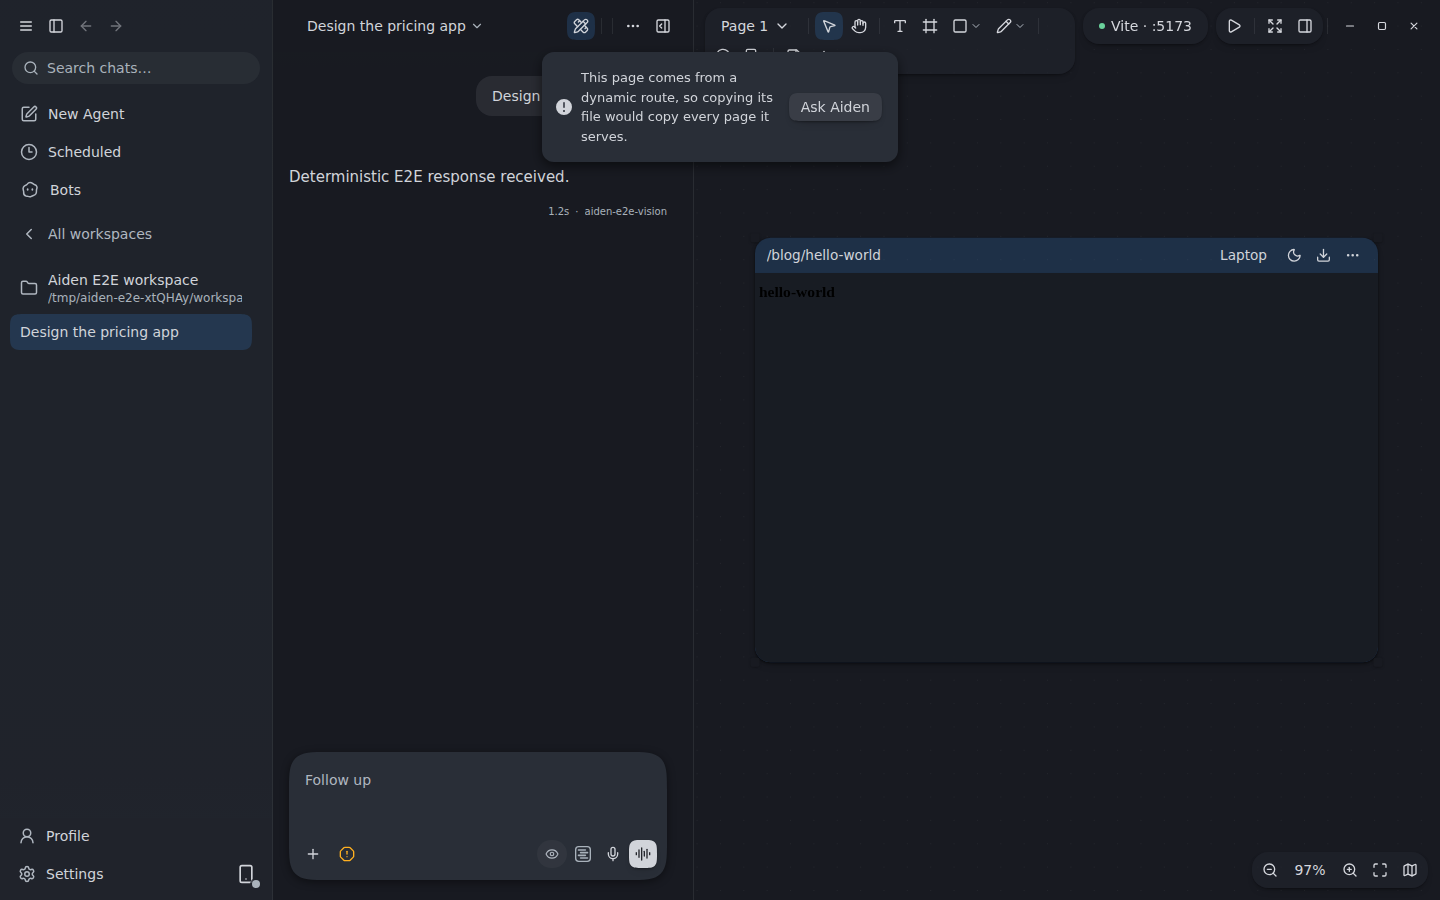 Design the pricing app
Page 1
Vite · :5173
Search chats…
This page comes from a
dynamic route, so copying its
file would copy every page it
serves.
Ask Aiden
Design
New Agent
Scheduled
Bots
Deterministic E2E response received.
1.2s · aiden-e2e-vision
All workspaces
/blog/hello-world
Laptop
Aiden E2E workspace
/tmp/aiden-e2e-xtQHAy/workspa
hello-world
Design the pricing app
Follow up
Profile
Settings
97%